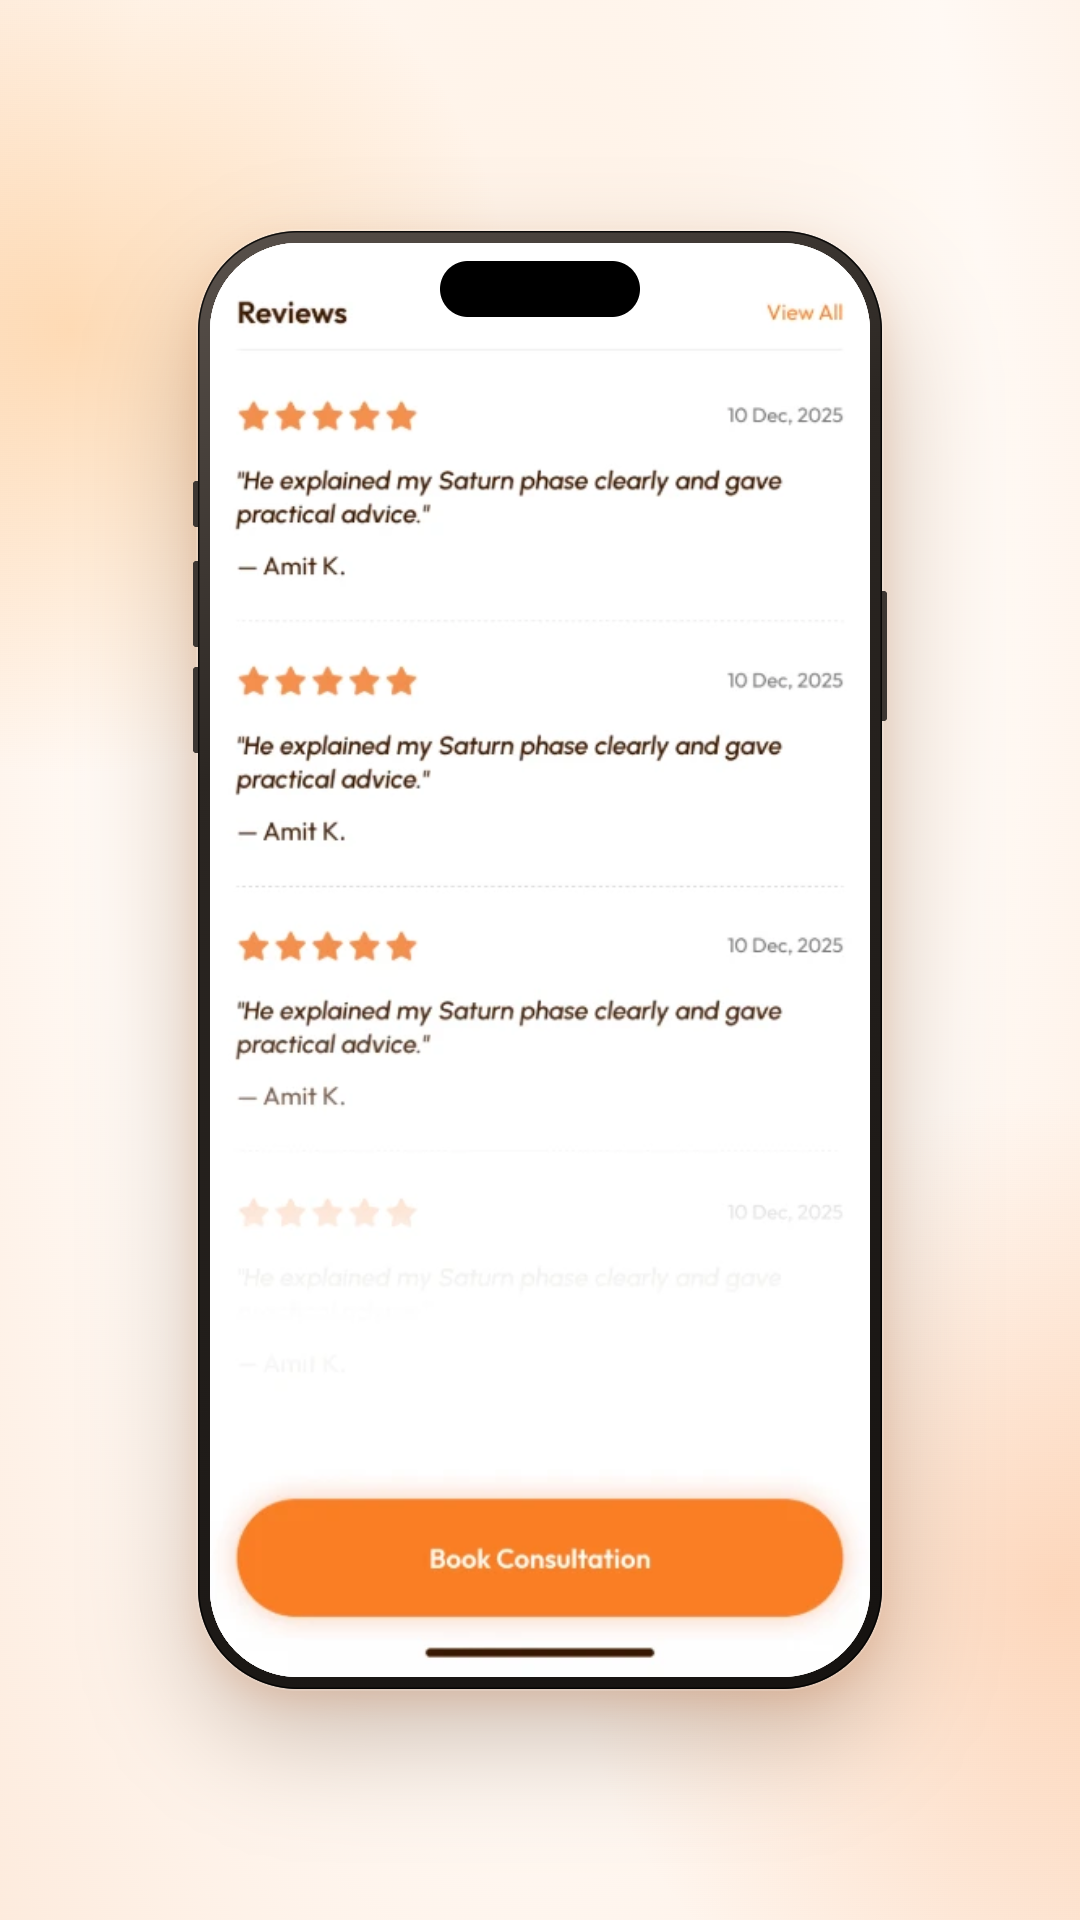 Reviews
View All
10 Dec, 2025
"He explained my Saturn phase clearly and gave
practical advice."
— Amit K.
10 Dec, 2025
"He explained my Saturn phase clearly and gave
practical advice."
— Amit K.
10 Dec, 2025
"He explained my Saturn phase clearly and gave
practical advice."
— Amit K.
10 Dec, 2025
"He explained my Saturn phase clearly and gave
— Amit K.
Book Consultation